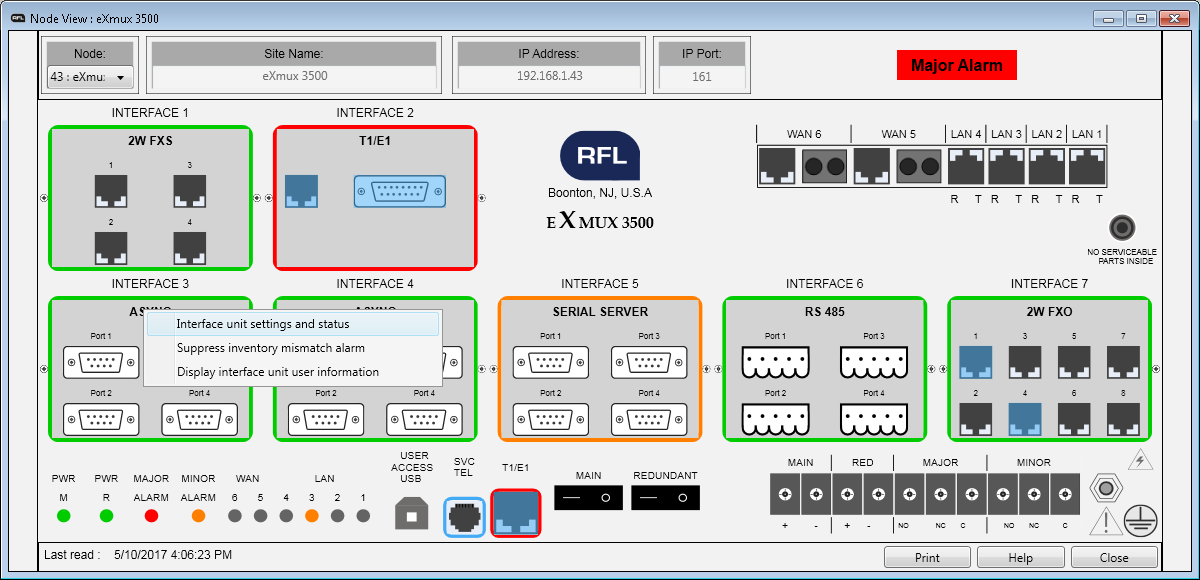 RFL Node View : eXmux 3500
Node: Site Name: IP Address: IP Port:
43 : eXmu: eXmux 3500 192.168.1.43 161
Major Alarm
INTERFACE 1 INTERFACE 2
2W FXS T1/E1
1 3
2 4
RFL
Boonton, NJ, U.S.A
eXmux 3500
WAN 6 WAN 5 LAN 4 LAN 3 LAN 2 LAN 1
R T R T R T R T
NO SERVICEABLE
PARTS INSIDE
INTERFACE 3 INTERFACE 4 INTERFACE 5 INTERFACE 6 INTERFACE 7
SERIAL SERVER RS 485 2W FXO
Interface unit settings and status
Suppress inventory mismatch alarm
Display interface unit user information
Port 1 Port 1 Port 3 Port 1 Port 3 1 3 5 7
Port 2 Port 4 Port 2 Port 4 Port 2 Port 4 Port 2 Port 4 2 4 6 8
PWR PWR MAJOR MINOR WAN LAN
M R ALARM ALARM 6 5 4 3 2 1
USER
ACCESS
USB
SVC
TEL
T1/E1
MAIN REDUNDANT
MAIN RED MAJOR MINOR
+ - + - NO NC C NO NC C
Last read : 5/10/2017 4:06:23 PM
Print Help Close